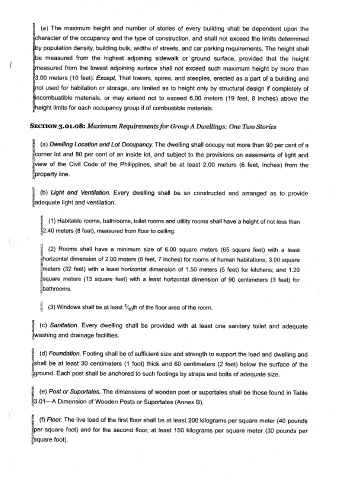 (a) The maximum height and number of stories of every building shall be dependent upon the
character of the occupancy and the type of construction, and shall not exceed the limits determined
by population density, building bulk, widths of streets, and car parking requirements. The height shall
be measured from the highest adjoining sidewalk or ground surface, provided that the height
measured from the lowest adjoining surface shall not exceed such maximum height by more than
3.00 meters (10 feet): Except, That towers, spires, and steeples, erected as a part of a building and
not used for habitation or storage, are limited as to height only by structural design if completely of
incombustible materials, or may extend not to exceed 6.00 meters (19 feet, 8 inches) above the
height limits for each occupancy group if of combustible materials.
SECTION 3.01.08: Maximum Requirements for Group A Dwellings: One Two Stories
(a) Dwelling Location and Lot Occupancy. The dwelling shall occupy not more than 90 per cent of a
corner lot and 80 per cent of an inside lot, and subject to the provisions on easements of light and
view of the Civil Code of the Philippines, shall be at least 2.00 meters (6 feet, inches) from the
property line.
(b) Light and Ventilation. Every dwelling shall be so constructed and arranged as to provide
adequate light and ventilation.
(1) Habitable rooms, bathrooms, toilet rooms and utility rooms shall have a height of not less than
2.40 meters (8 feet), measured from floor to ceiling.
(2) Rooms shall have a minimum size of 6.00 square meters (65 square feet) with a least
horizontal dimension of 2.00 meters (6 feet, 7 inches) for rooms of human habitations; 3.00 square
meters (32 feet) with a least horizontal dimension of 1.50 meters (5 feet) for kitchens; and 1.20
square meters (13 square feet) with a least horizontal dimension of 90 centimeters (3 feet) for
bathrooms.
(3) Windows shall be at least 1/10th of the floor area of the room.
(c) Sanitation. Every dwelling shall be provided with at least one sanitary toilet and adequate
washing and drainage facilities.
(d) Foundation. Footing shall be of sufficient size and strength to support the load and dwelling and
shall be at least 30 centimeters (1 foot) thick and 60 centimeters (2 feet) below the surface of the
ground. Each post shall be anchored to such footings by straps and bolts of adequate size.
(e) Post or Suportales. The dimensions of wooden post or suportales shall be those found in Table
3.01—A Dimension of Wooden Posts or Suportales (Annex B).
(f) Floor. The live load of the first floor shall be at least 200 kilograms per square meter (40 pounds
per square foot) and for the second floor, at least 150 kilograms per square meter (30 pounds per
square foot).